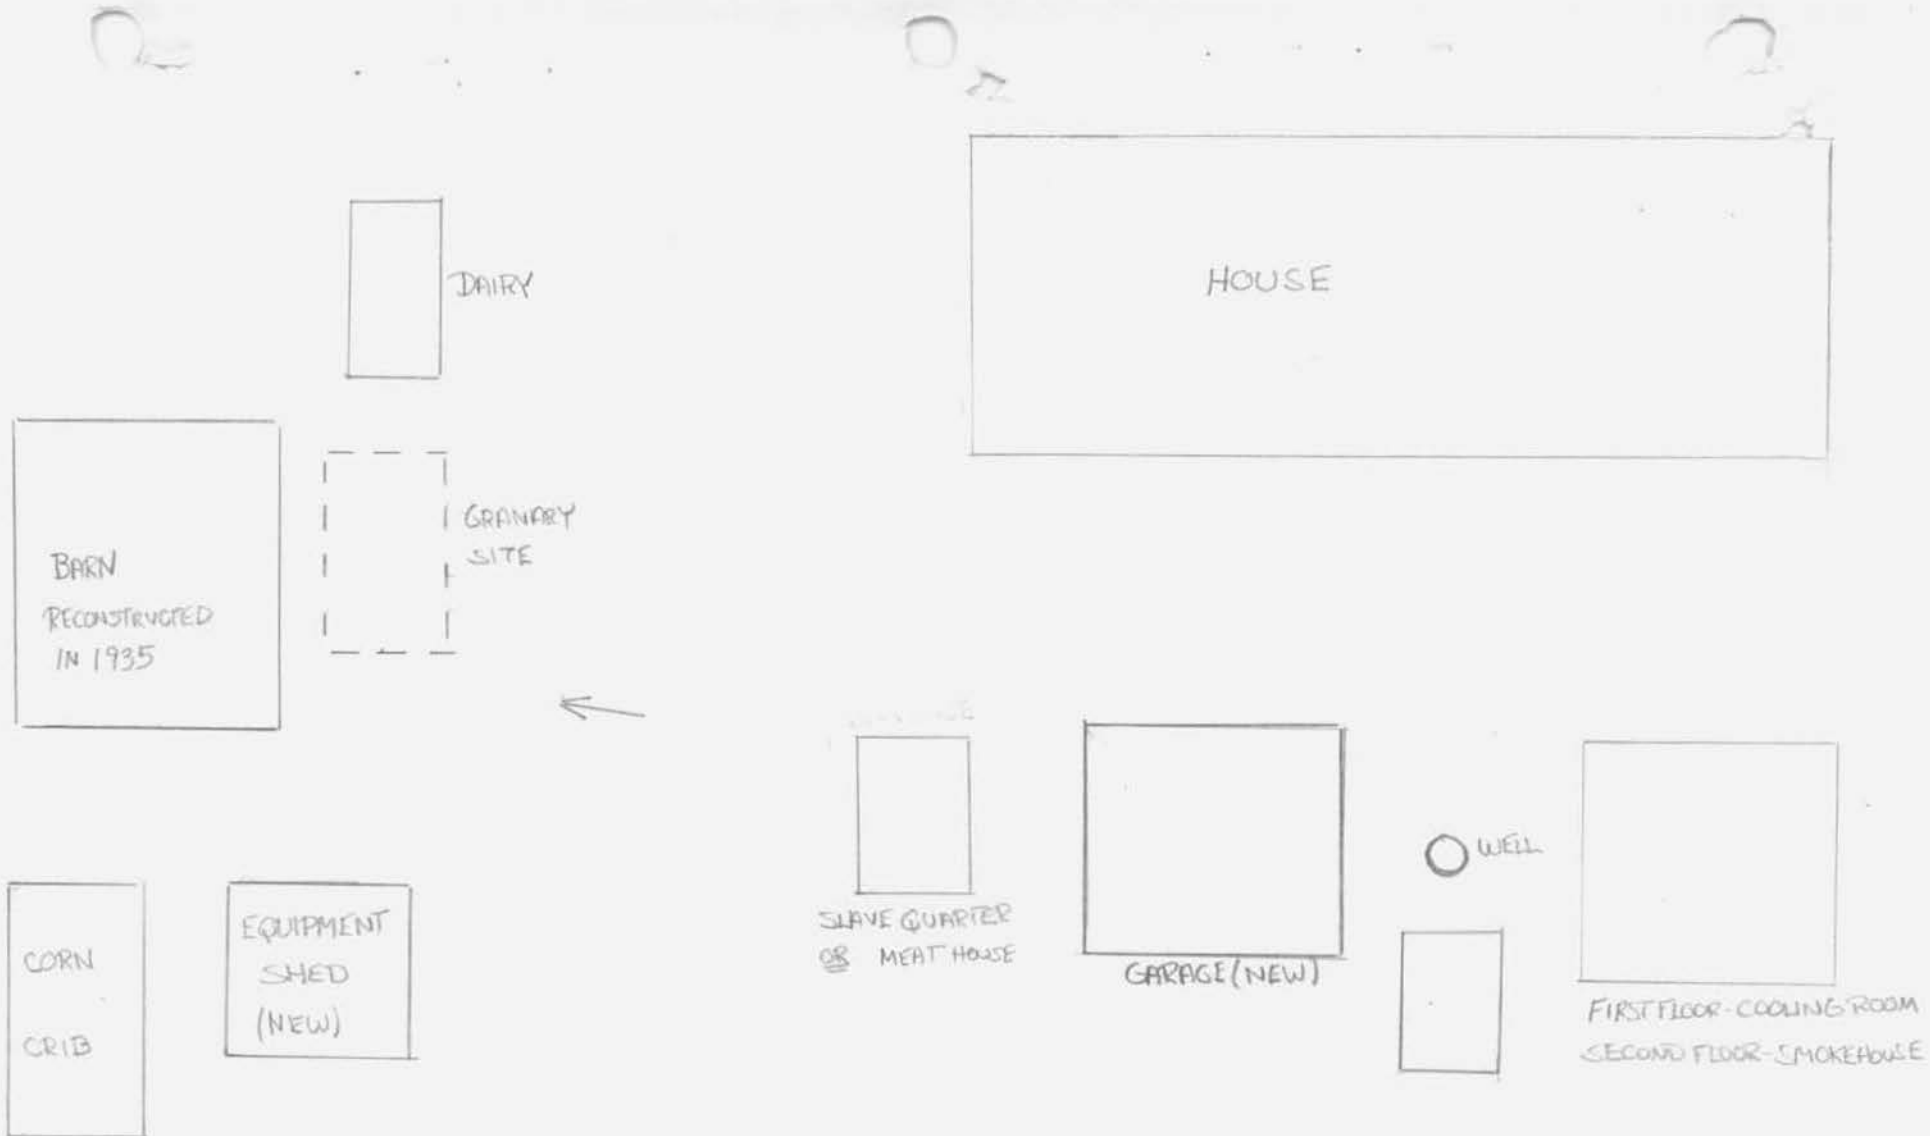 DAIRY
HOUSE
GRANARY
SITE
BARN
RECONSTRUCTED
IN 1935
WELL
SLAVE QUARTER
OR MEAT HOUSE
GARAGE (NEW)
EQUIPMENT
SHED
(NEW)
CORN
CRIB
FIRST FLOOR-COOLING ROOM
SECOND FLOOR-SMOKEHOUSE